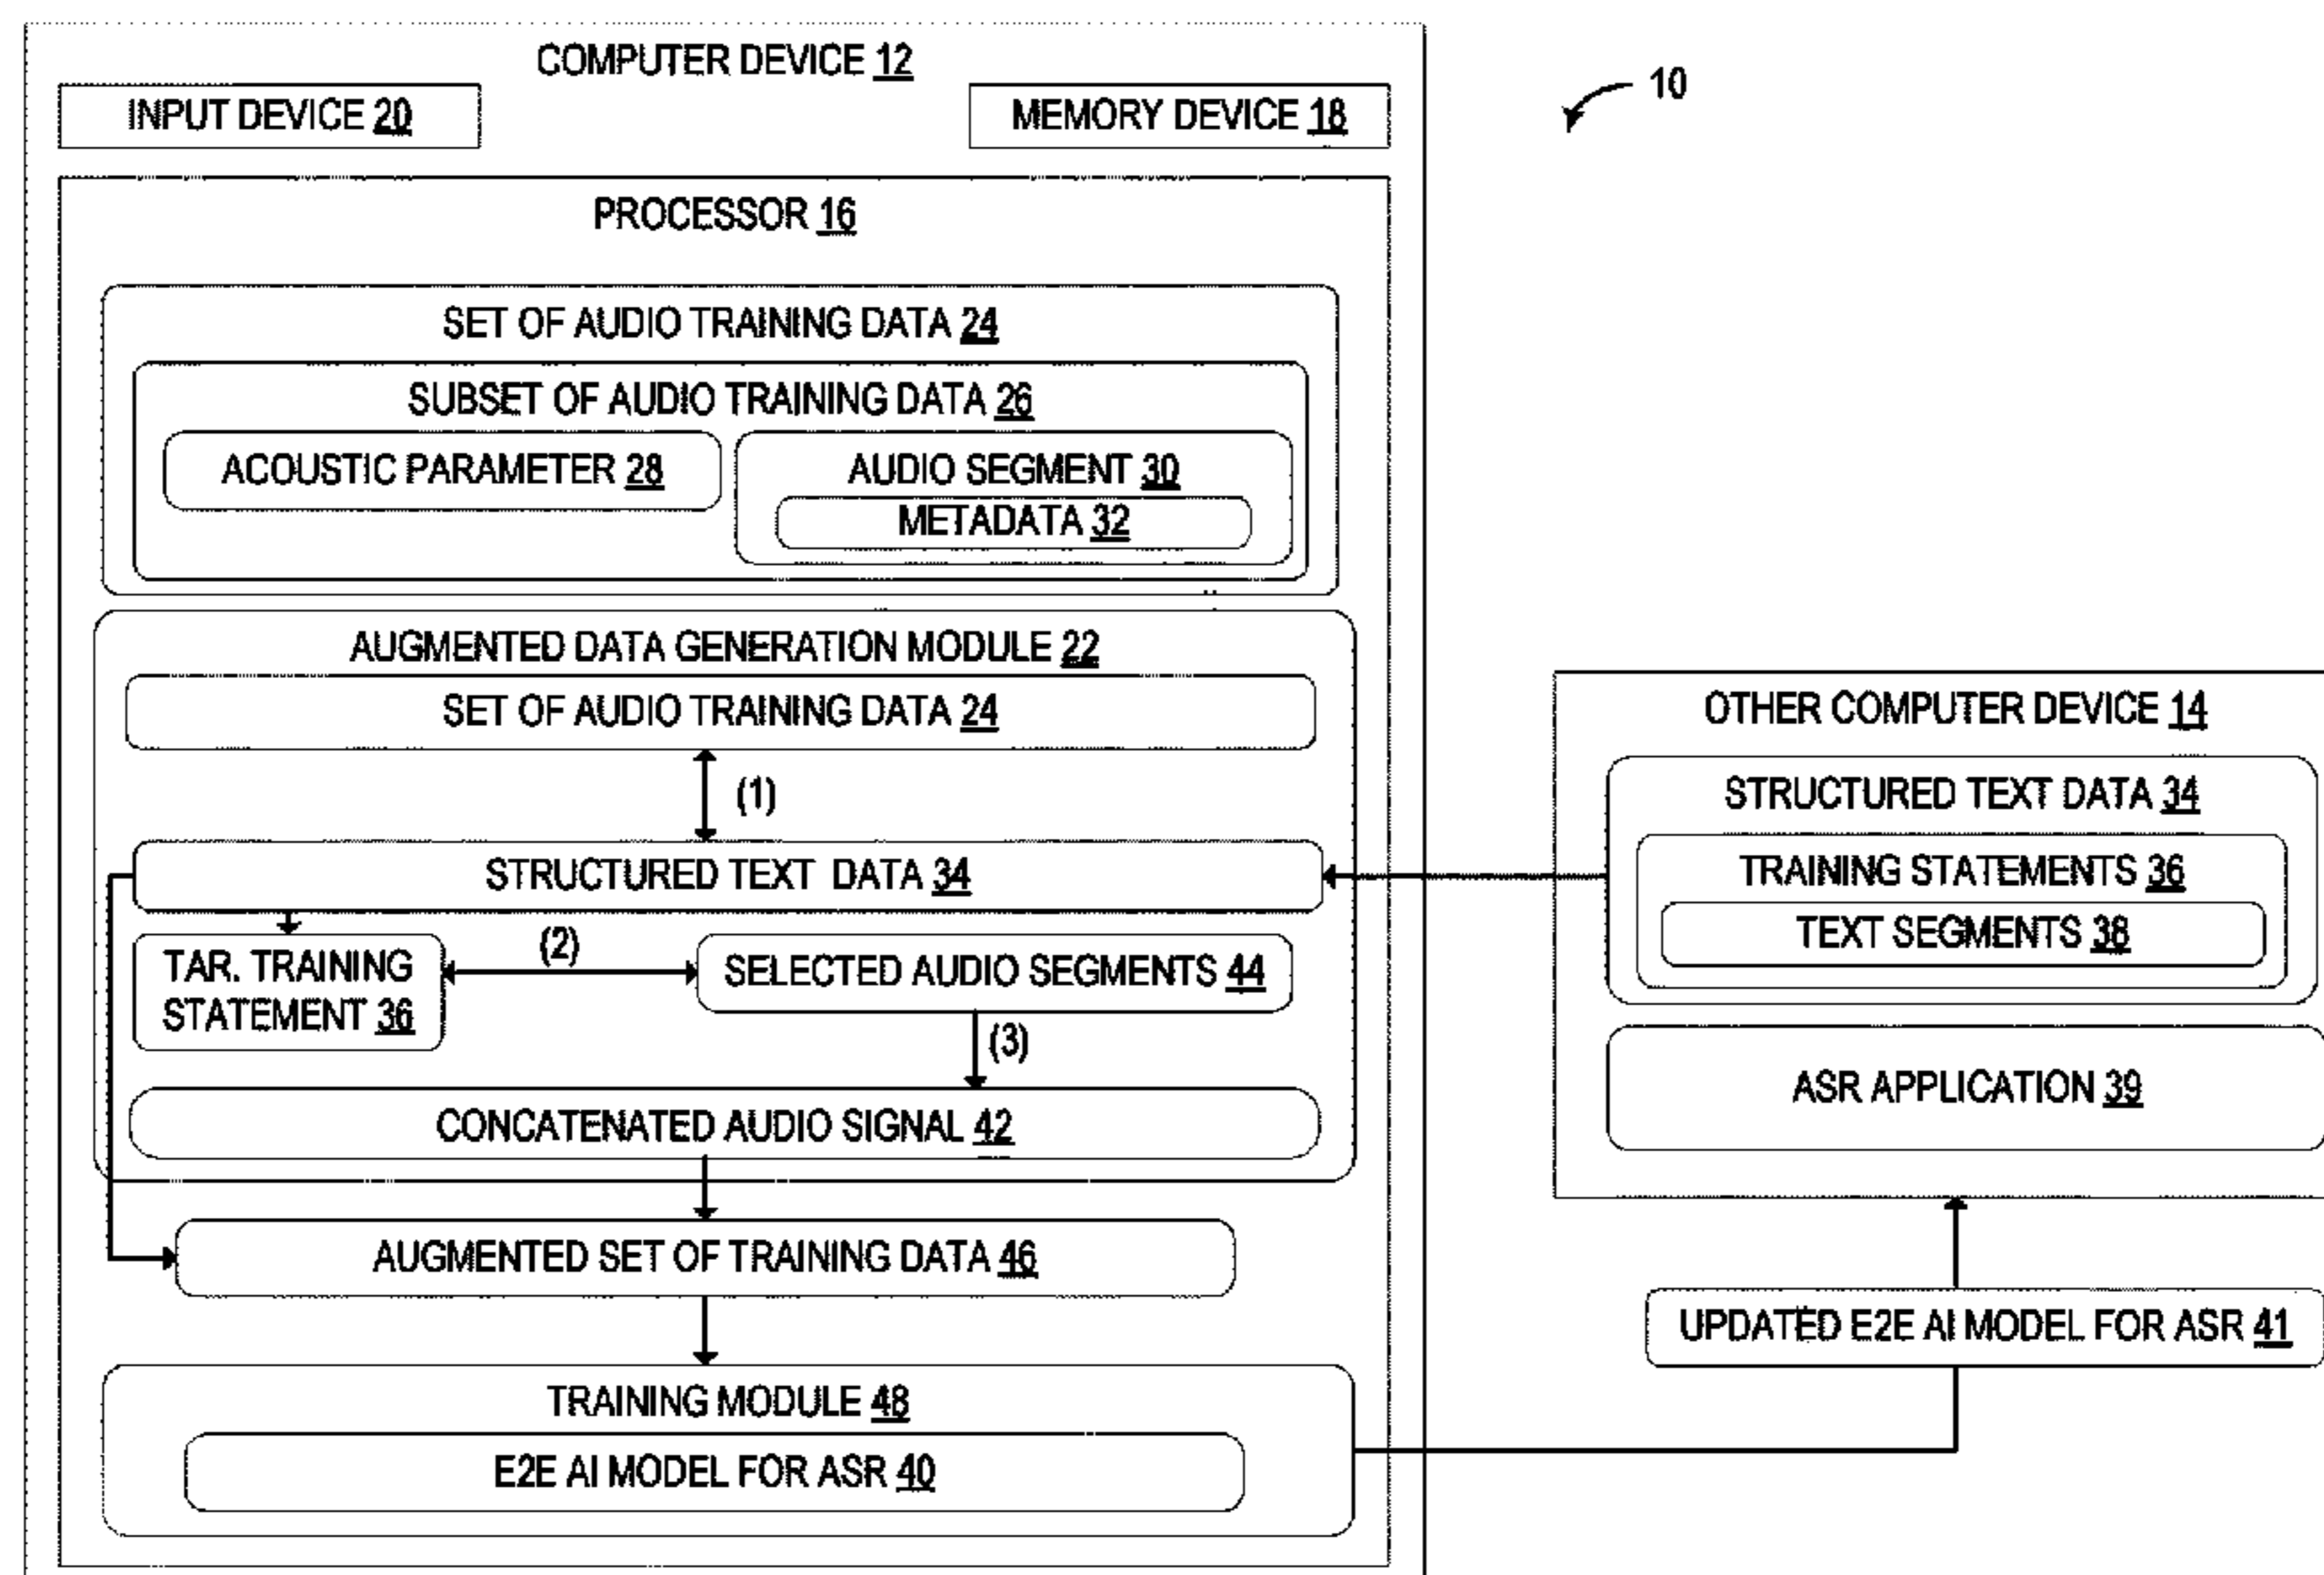 COMPUTER DEVICE 12
10
INPUT DEVICE 20
MEMORY DEVICE 18
PROCESSOR 16
SET OF AUDIO TRAINING DATA 24
SUBSET OF AUDIO TRAINING DATA 26
ACOUSTIC PARAMETER 28
AUDIO SEGMENT 30
METADATA 32
AUGMENTED DATA GENERATION MODULE 22
SET OF AUDIO TRAINING DATA 24
(1)
STRUCTURED TEXT DATA 34
TAR. TRAINING
STATEMENT 36
(2)
SELECTED AUDIO SEGMENTS 44
(3)
CONCATENATED AUDIO SIGNAL 42
AUGMENTED SET OF TRAINING DATA 46
TRAINING MODULE 48
E2E AI MODEL FOR ASR 40
OTHER COMPUTER DEVICE 14
STRUCTURED TEXT DATA 34
TRAINING STATEMENTS 36
TEXT SEGMENTS 38
ASR APPLICATION 39
UPDATED E2E AI MODEL FOR ASR 41